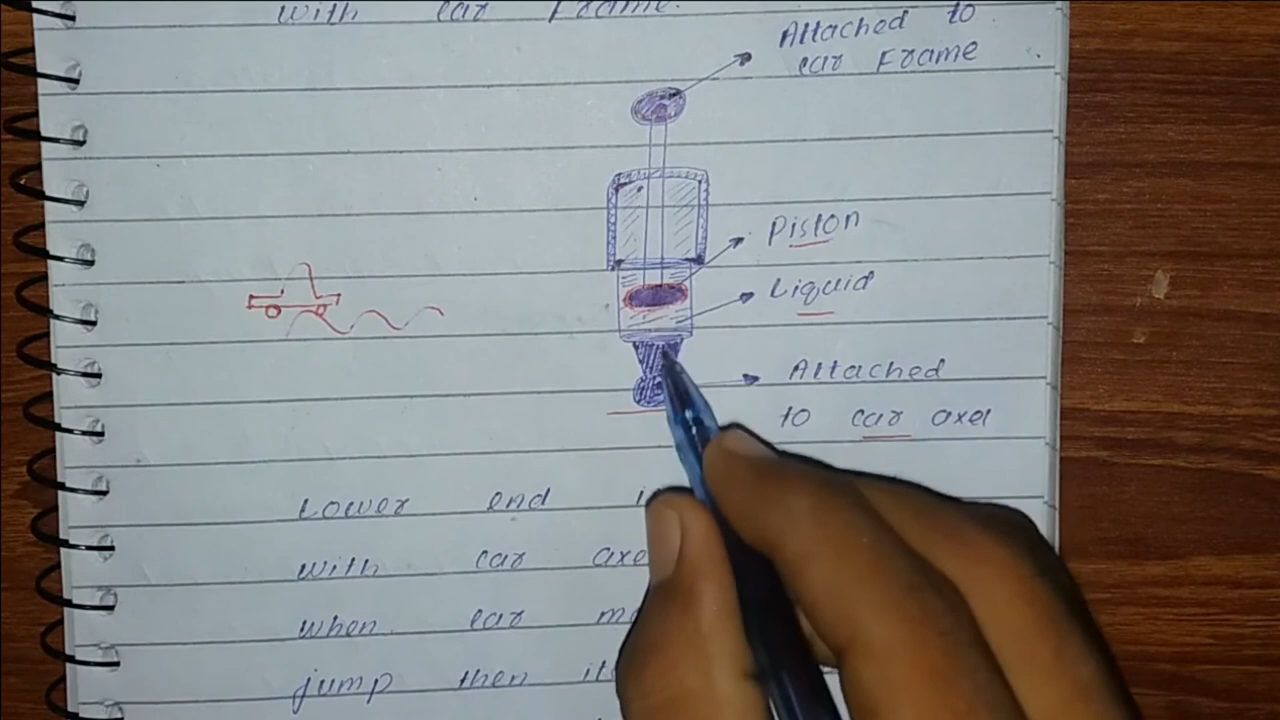 with car Frame.
Attached to
car Frame
Piston
Liquid
Attached
to car axel
Lower end
with car axe
when car
jump then